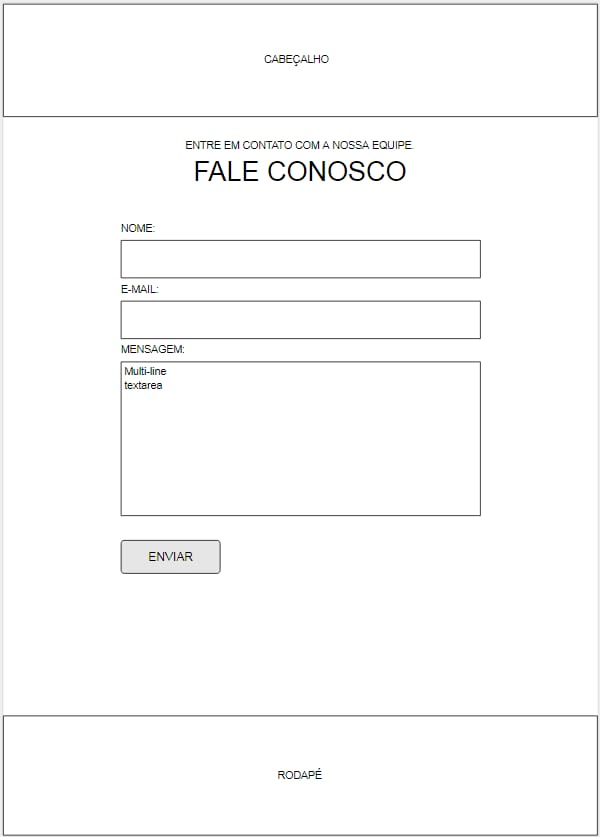 CABEÇALHO
ENTRE EM CONTATO COM A NOSSA EQUIPE.
FALE CONOSCO
NOME:
E-MAIL:
MENSAGEM:
Multi-line
textarea
ENVIAR
RODAPÉ